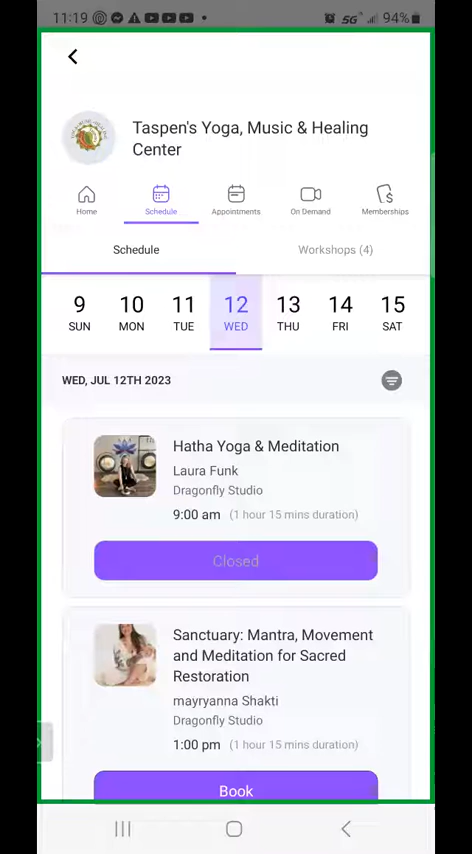 11:19 5G 94%
Taspen's Yoga, Music & Healing
Center
Home Schedule Appointments On Demand Memberships
Schedule Workshops (4)
9 10 11 12 13 14 15
SUN MON TUE WED THU FRI SAT
WED, JUL 12TH 2023
Hatha Yoga & Meditation
Laura Funk
Dragonfly Studio
9:00 am (1 hour 15 mins duration)
Closed
Sanctuary: Mantra, Movement
and Meditation for Sacred
Restoration
mayryanna Shakti
Dragonfly Studio
1:00 pm (1 hour 15 mins duration)
Book